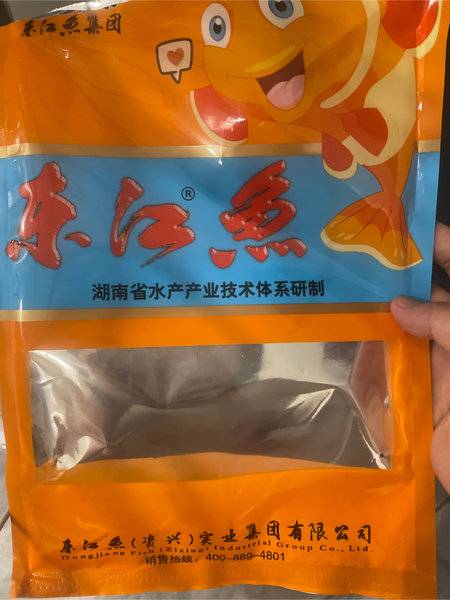 东江鱼集团
东江鱼®
湖南省水产产业技术体系研制
东江鱼(资兴)实业集团有限公司
Dongjiang Fish (Zixing) Industrial Group Co., Ltd.
销售热线：400-889-4801